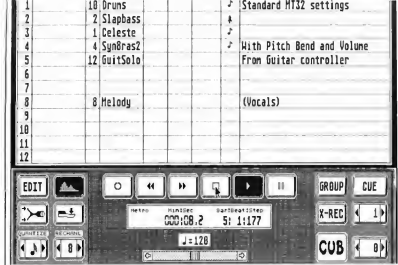 1 10 Drums Standard MT32 settings
2 2 Slapbass
3 1 Celeste
4 4 SynBras2 With Pitch Bend and Volume
5 12 GuitSolo From Guitar controller
6
7
8 8 Melody (Vocals)
9
10
11
12
EDIT GROUP CUE
Metro Min:Sec Bar:Beat:Step
000:08.2 5: 1:177
X-REC 1
QUANTIZE RECHANNEL
8
♩=120
CUB 0